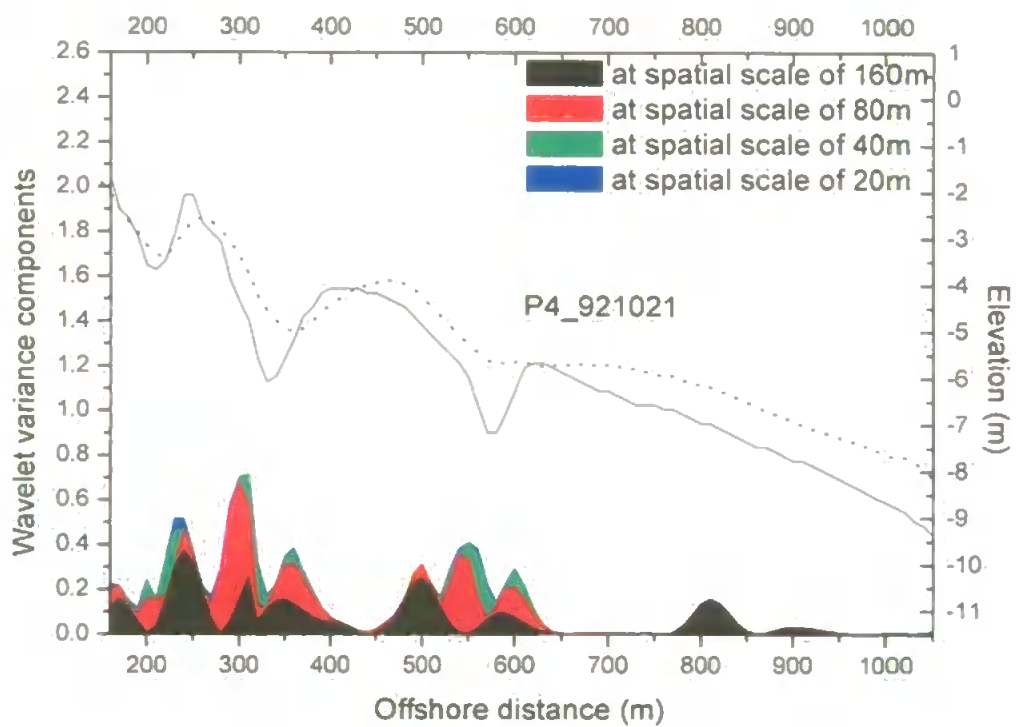 200 300 400 500 600 700 800 900 1000
2.6
2.4
2.2
2.0
1.8
1.6
1.4
1.2
1.0
0.8
0.6
0.4
0.2
0.0
Wavelet variance components
at spatial scale of 160m
at spatial scale of 80m
at spatial scale of 40m
at spatial scale of 20m
P4_921021
1
0
-1
-2
-3
-4
-5
-6
-7
-8
-9
-10
-11
Elevation (m)
200 300 400 500 600 700 800 900 1000
Offshore distance (m)